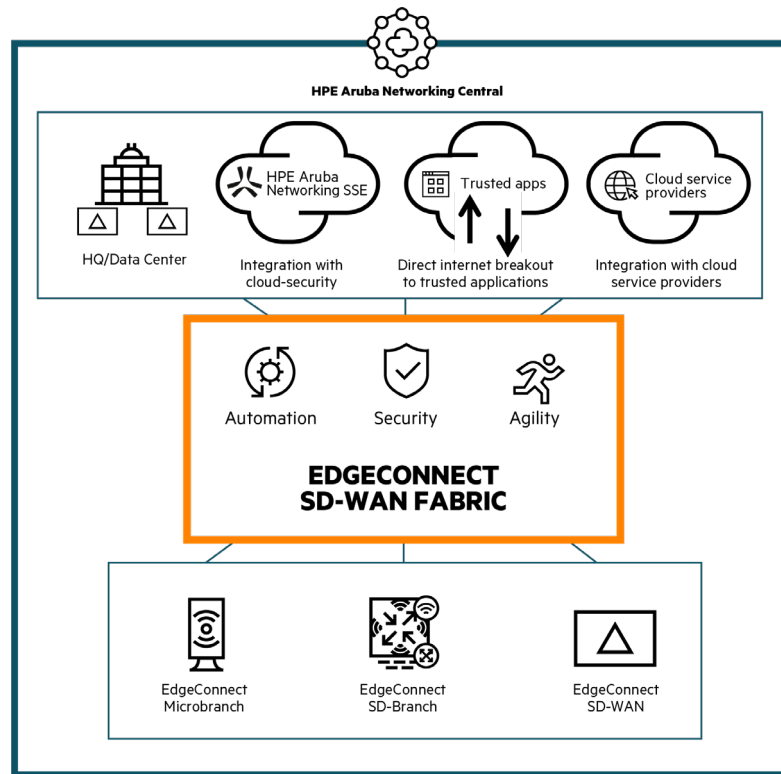 HPE Aruba Networking Central
HPE Aruba
Networking SSE
Trusted apps
Cloud service
providers
HQ/Data Center
Integration with
cloud-security
Direct internet breakout
to trusted applications
Integration with cloud
service providers
Automation
Security
Agility
EDGECONNECT
SD-WAN FABRIC
EdgeConnect
Microbranch
EdgeConnect
SD-Branch
EdgeConnect
SD-WAN